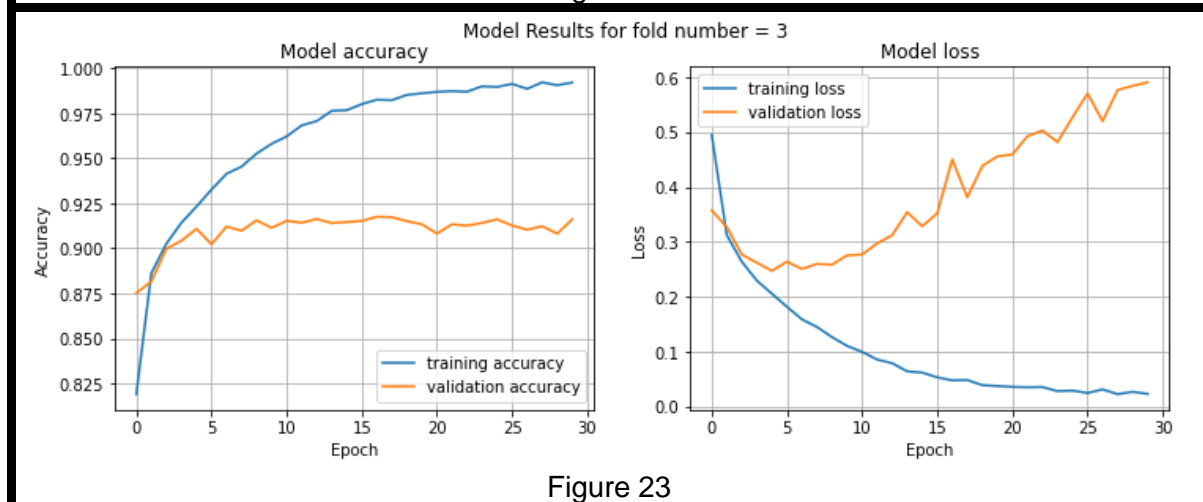 Model Results for fold number = 3
Model accuracy
1.000
0.975
0.950
0.925
0.900
0.875
0.850
0.825
Accuracy
training accuracy
validation accuracy
0 5 10 15 20 25 30
Epoch
Model loss
training loss
validation loss
0.6
0.5
0.4
0.3
0.2
0.1
0.0
Loss
0 5 10 15 20 25 30
Epoch
Figure 23